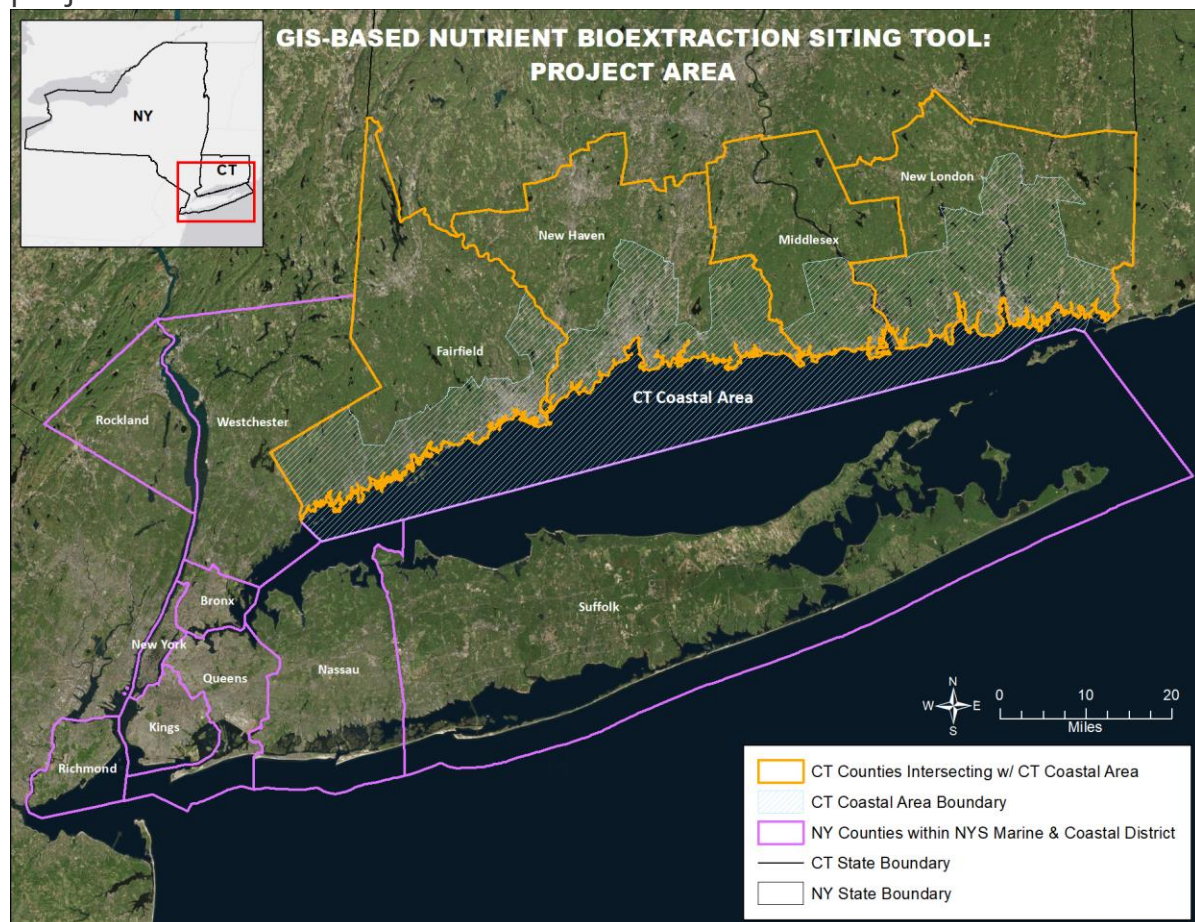 GIS-BASED NUTRIENT BIOEXTRACTION SITING TOOL:
PROJECT AREA
NY
CT
New London
New Haven
Middlesex
Fairfield
CT Coastal Area
Rockland
Westchester
Bronx
Suffolk
New York
Nassau
Queens
Kings
Richmond
N
W E
S
0 10 20
Miles
CT Counties Intersecting w/ CT Coastal Area
CT Coastal Area Boundary
NY Counties within NYS Marine & Coastal District
CT State Boundary
NY State Boundary